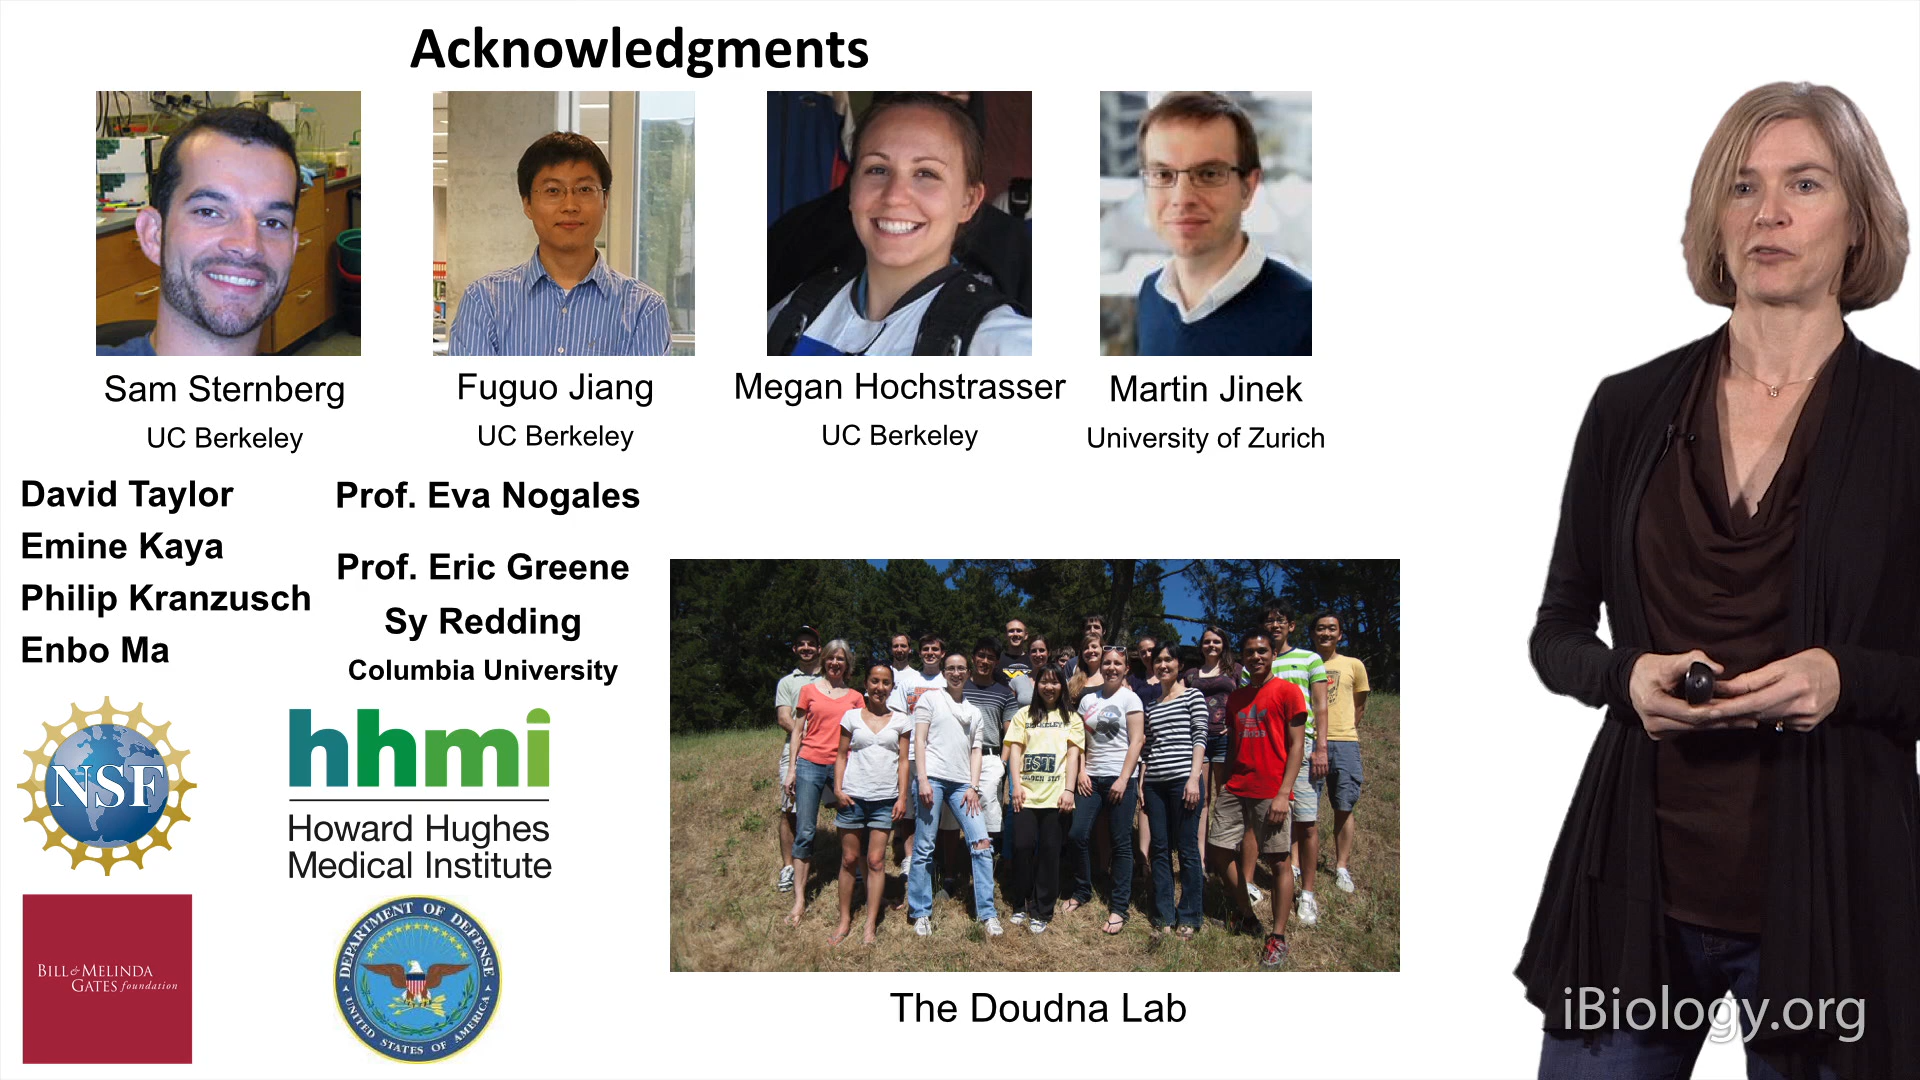 Acknowledgments
Sam Sternberg
UC Berkeley
Fuguo Jiang
UC Berkeley
Megan Hochstrasser
UC Berkeley
Martin Jinek
University of Zurich
David Taylor
Emine Kaya
Philip Kranzusch
Enbo Ma
Prof. Eva Nogales
Prof. Eric Greene
Sy Redding
Columbia University
NSF
hhmi
Howard Hughes
Medical Institute
BILL & MELINDA
GATES foundation
DEPARTMENT OF DEFENSE
UNITED STATES OF AMERICA
The Doudna Lab
iBiology.org